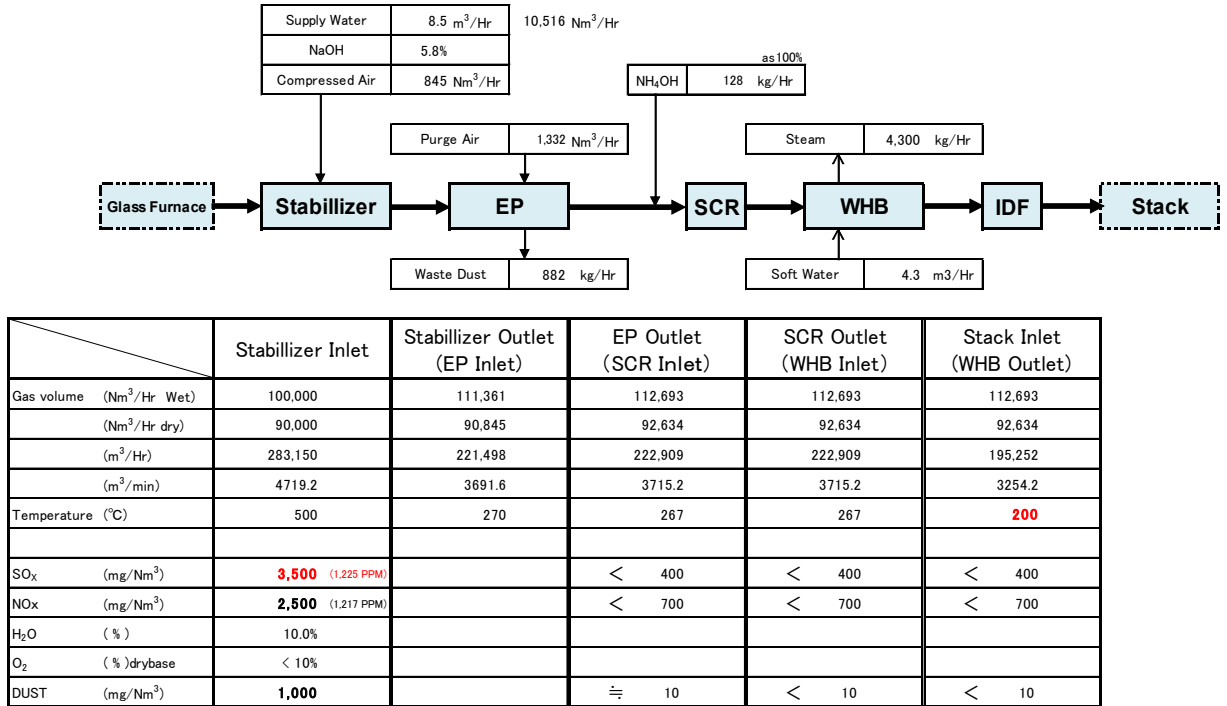 Supply Water 8.5 m³/Hr 10,516 Nm³/Hr
NaOH 5.8%
as100%
Compressed Air 845 Nm³/Hr NH₄OH 128 kg/Hr
Purge Air 1,332 Nm³/Hr Steam 4,300 kg/Hr
Glass Furnace Stabillizer EP SCR WHB IDF Stack
Waste Dust 882 kg/Hr Soft Water 4.3 m3/Hr
Stabillizer Inlet Stabillizer Outlet (EP Inlet) EP Outlet (SCR Inlet) SCR Outlet (WHB Inlet) Stack Inlet (WHB Outlet)
Gas volume (Nm³/Hr Wet) 100,000 111,361 112,693 112,693 112,693
(Nm³/Hr dry) 90,000 90,845 92,634 92,634 92,634
(m³/Hr) 283,150 221,498 222,909 222,909 195,252
(m³/min) 4719.2 3691.6 3715.2 3715.2 3254.2
Temperature (℃) 500 270 267 267 200
SOX (mg/Nm³) 3,500 (1,225 PPM) < 400 < 400 < 400
NOx (mg/Nm³) 2,500 (1,217 PPM) < 700 < 700 < 700
H₂O (%) 10.0%
O₂ (%)drybase < 10%
DUST (mg/Nm³) 1,000 ≒ 10 < 10 < 10